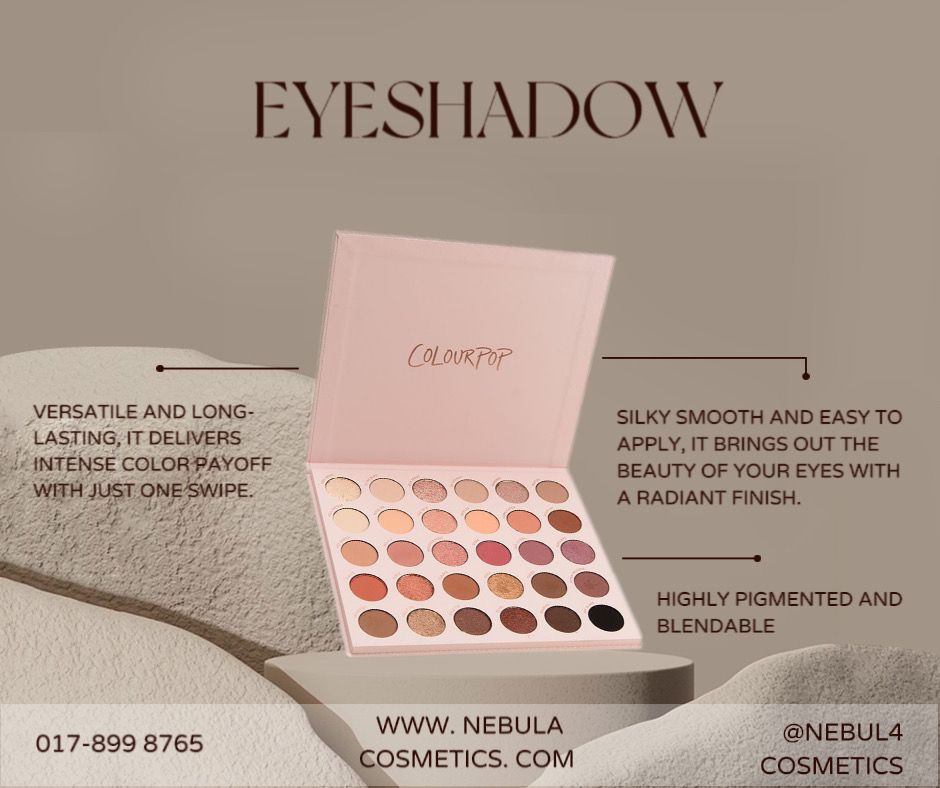 EYESHADOW
COLOURPOP
VERSATILE AND LONG-
LASTING, IT DELIVERS
INTENSE COLOR PAYOFF
WITH JUST ONE SWIPE.
SILKY SMOOTH AND EASY TO
APPLY, IT BRINGS OUT THE
BEAUTY OF YOUR EYES WITH
A RADIANT FINISH.
HIGHLY PIGMENTED AND
BLENDABLE
017-899 8765
WWW. NEBULA
COSMETICS. COM
@NEBUL4
COSMETICS